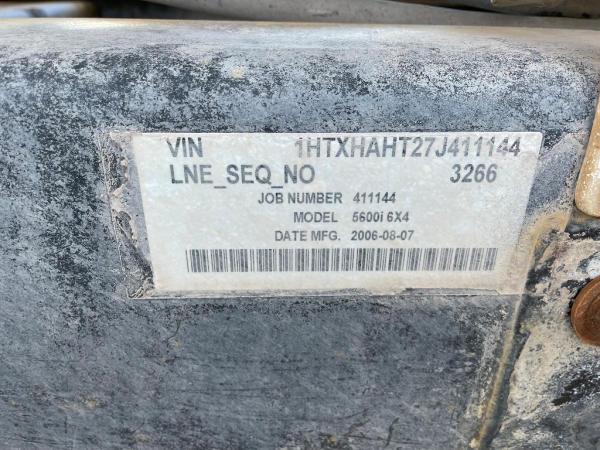 VIN 1HTXHAHT27J411144
LNE_SEQ_NO 3266
JOB NUMBER 411144
MODEL 5600i 6X4
DATE MFG. 2006-08-07